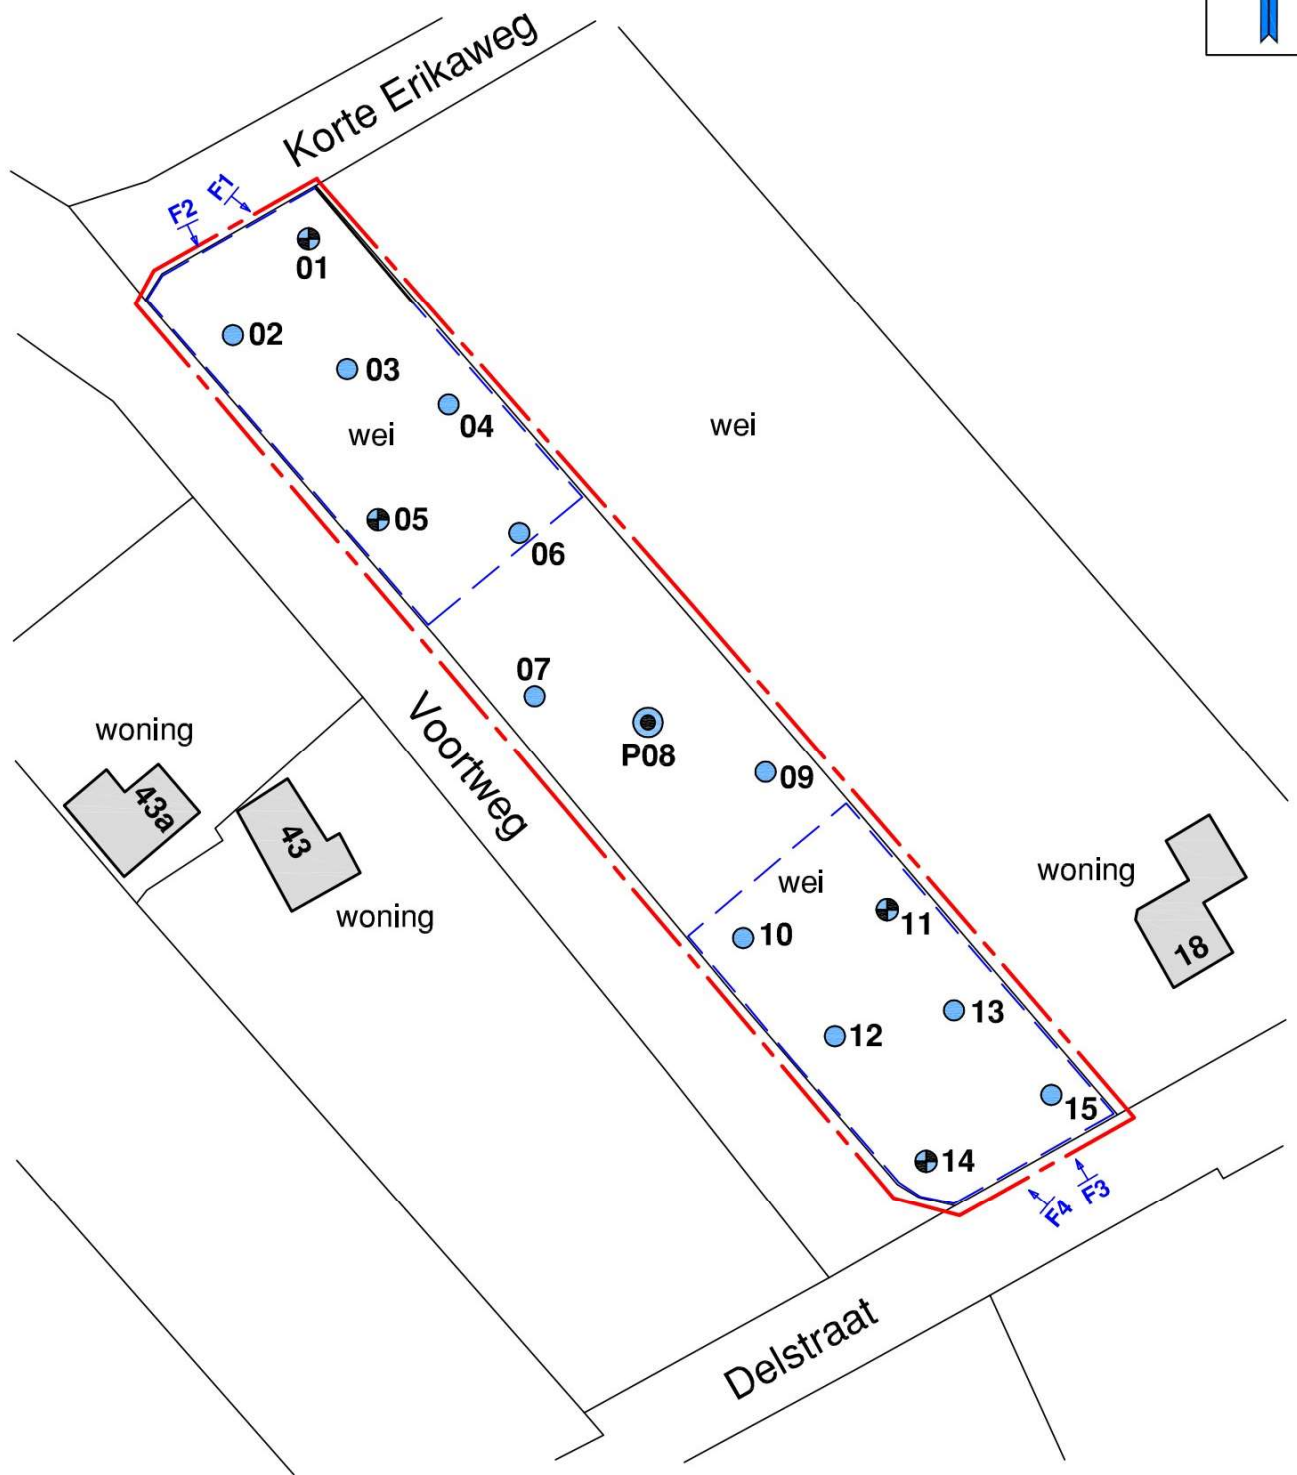 Korte Erikaweg
F1
F2
01
02
03
04
wei
wei
05
06
07
P08
09
Voortweg
woning
43a
43
woning
woning
18
wei
10
11
12
13
14
15
F3
F4
Delstraat